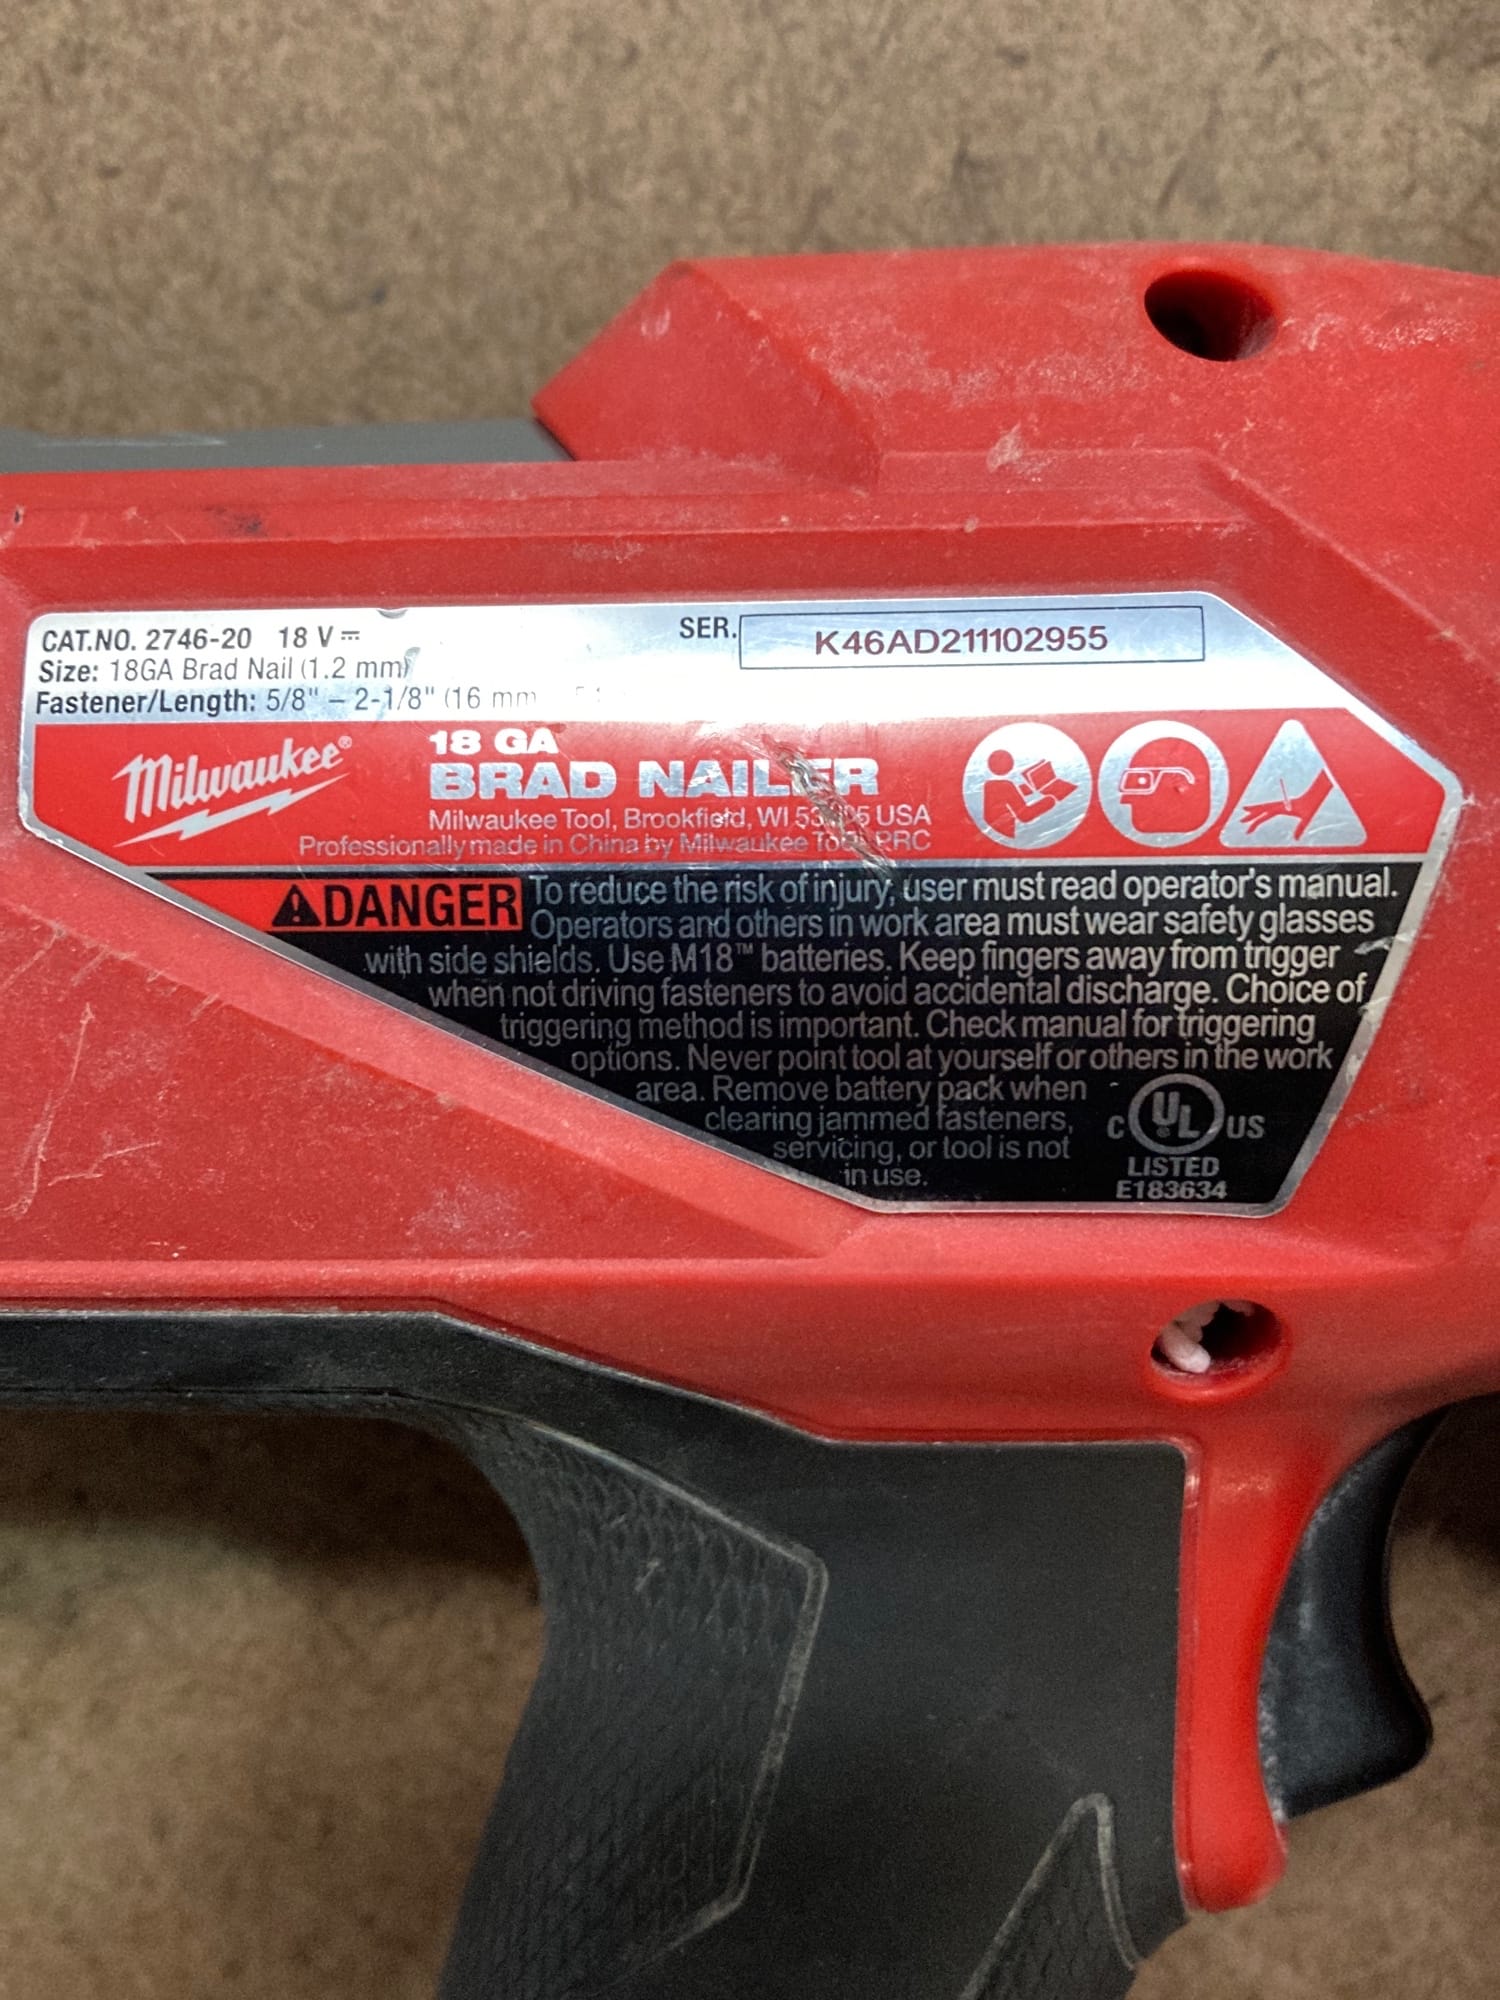 CAT.NO. 2746-20 18 V
SER. K46AD211102955
Size: 18GA Brad Nail (1.2 mm)
Fastener/Length: 5/8" – 2-1/8" (16 mm
Milwaukee®
18 GA
BRAD NAILER
Milwaukee Tool, Brookfield, WI USA
Professionally made in China by Milwaukee Tool PRC
DANGER To reduce the risk of injury, user must read operator's manual.
Operators and others in work area must wear safety glasses
with side shields. Use M18™ batteries. Keep fingers away from trigger
when not driving fasteners to avoid accidental discharge. Choice of
triggering method is important. Check manual for triggering
options. Never point tool at yourself or others in the work
area. Remove battery pack when
clearing jammed fasteners,
servicing, or tool is not
in use.
C UL US
LISTED
E183634